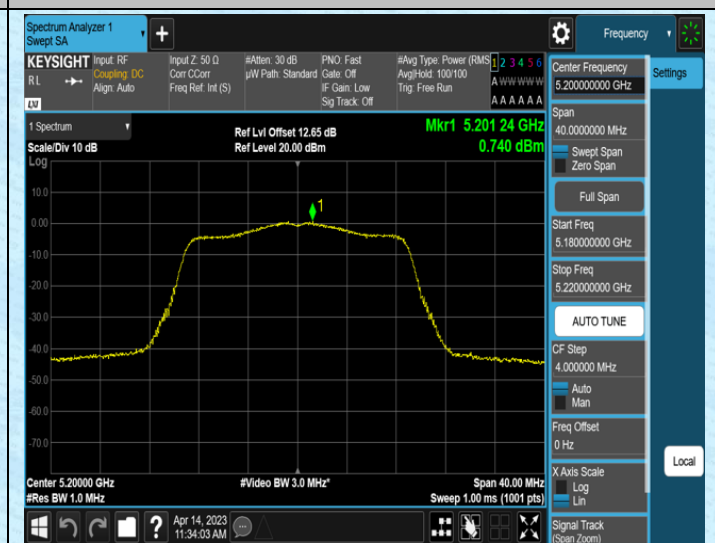 Spectrum Analyzer 1
Swept SA
Frequency
KEYSIGHT
RL
LXI
Input: RF
Coupling: DC
Align: Auto
Input Z: 50 Ω
Corr CCorr
Freq Ref: Int (S)
#Atten: 30 dB
µW Path: Standard
PNO: Fast
Gate: Off
IF Gain: Low
Sig Track: Off
#Avg Type: Power (RMS
Avg|Hold: 100/100
Trig: Free Run
1 2 3 4 5 6
A W W W W W
A A A A A A
1 Spectrum
Scale/Div 10 dB
Log
Ref Lvl Offset 12.65 dB
Ref Level 20.00 dBm
Mkr1 5.201 24 GHz
0.740 dBm
1
10.0
0.00
-10.0
-20.0
-30.0
-40.0
-50.0
-60.0
-70.0
Center 5.20000 GHz
#Res BW 1.0 MHz
#Video BW 3.0 MHz*
Span 40.00 MHz
Sweep 1.00 ms (1001 pts)
?
Apr 14, 2023
11:34:03 AM
Center Frequency
5.200000000 GHz
Span
40.0000000 MHz
Swept Span
Zero Span
Full Span
Start Freq
5.180000000 GHz
Stop Freq
5.220000000 GHz
AUTO TUNE
CF Step
4.000000 MHz
Auto
Man
Freq Offset
0 Hz
X Axis Scale
Log
Lin
Signal Track
(Span Zoom)
Settings
Local